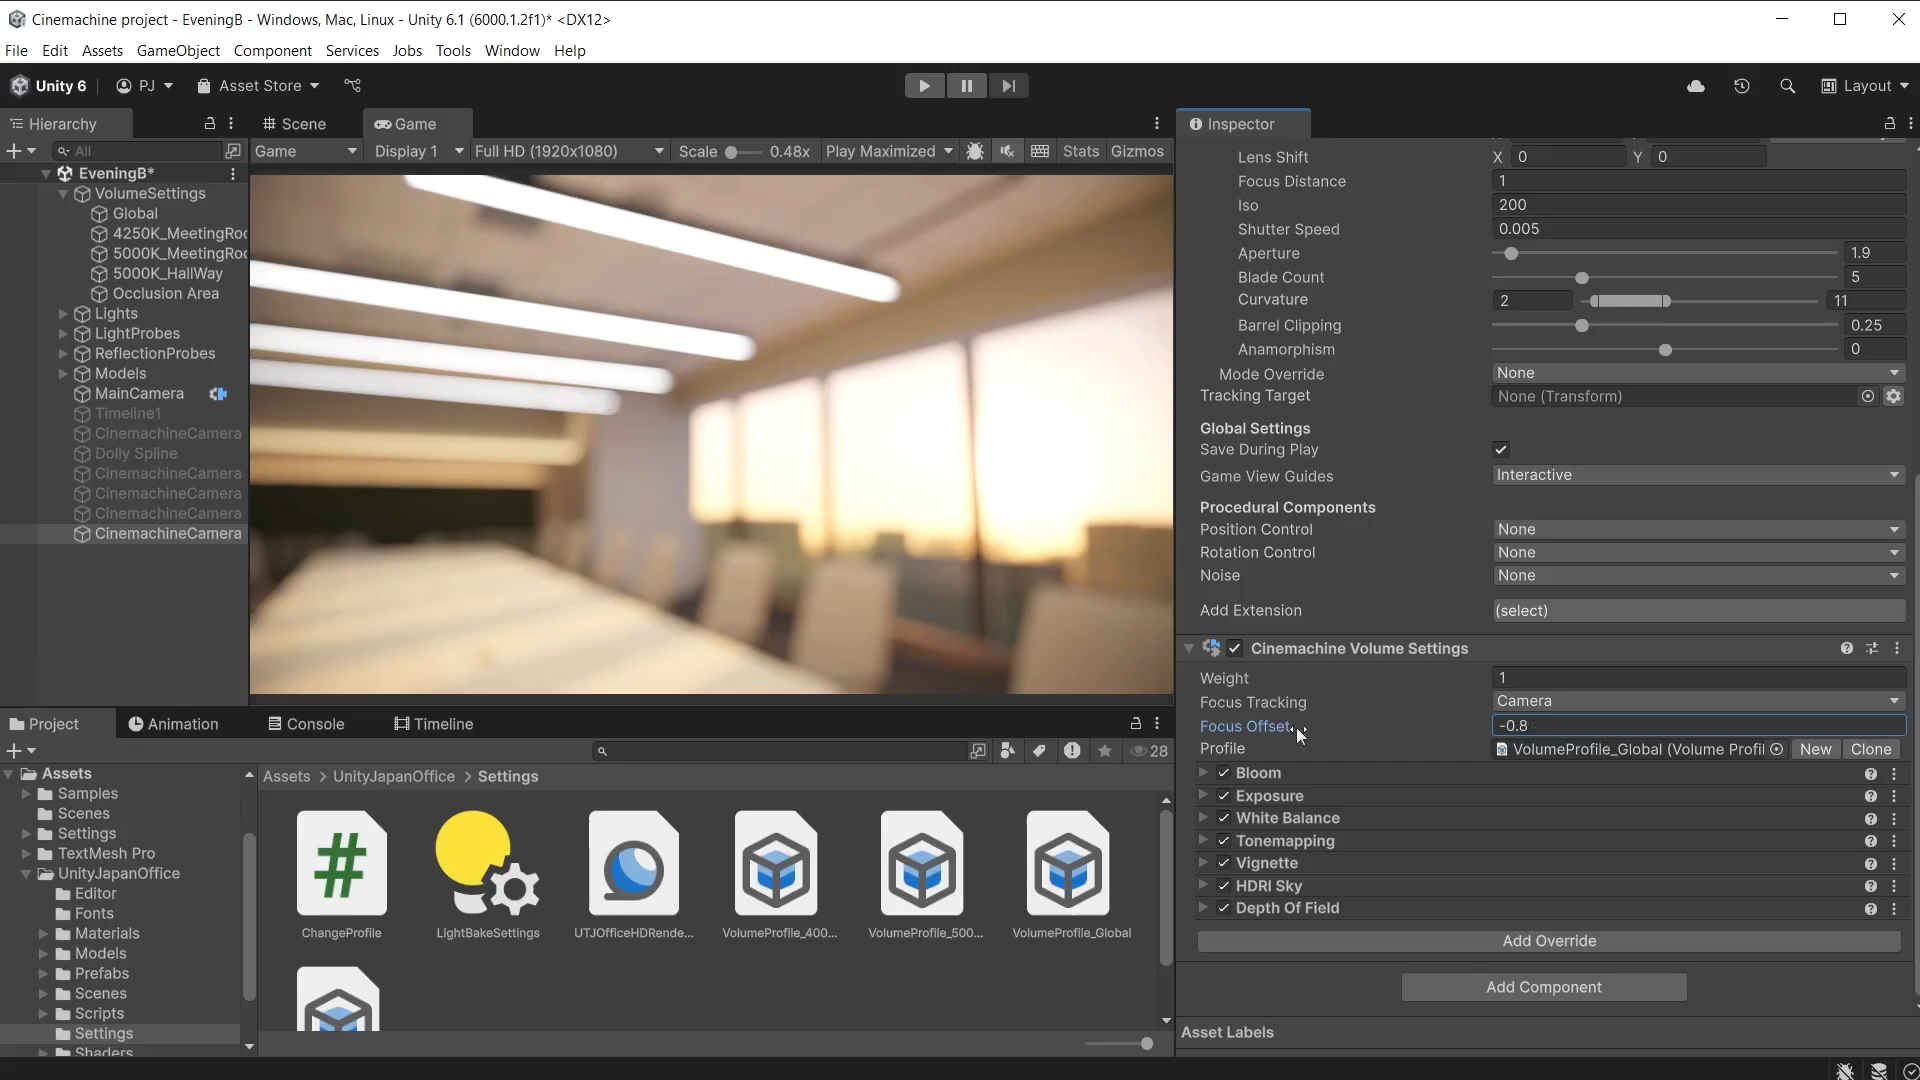 Cinemachine project - EveningB - Windows, Mac, Linux - Unity 6.1 (6000.1.2f1)* <DX12>
File Edit Assets GameObject Component Services Jobs Tools Window Help
Unity 6 PJ Asset Store Layout
Hierarchy
All
EveningB*
VolumeSettings
Global
4250K_MeetingRoo
5000K_MeetingRoo
5000K_HallWay
Occlusion Area
Lights
LightProbes
ReflectionProbes
Models
MainCamera
Timeline1
CinemachineCamera
Dolly Spline
CinemachineCamera
CinemachineCamera
CinemachineCamera
CinemachineCamera
Scene Game
Game Display 1 Full HD (1920x1080) Scale 0.48x Play Maximized Stats Gizmos
Inspector
Lens Shift X 0 Y 0
Focus Distance 1
Iso 200
Shutter Speed 0.005
Aperture 1.9
Blade Count 5
Curvature 2 11
Barrel Clipping 0.25
Anamorphism 0
Mode Override None
Tracking Target None (Transform)
Global Settings
Save During Play
Game View Guides Interactive
Procedural Components
Position Control None
Rotation Control None
Noise None
Add Extension (select)
Cinemachine Volume Settings
Weight 1
Focus Tracking Camera
Focus Offset -0.8
Profile VolumeProfile_Global (Volume Profil New Clone
Bloom
Exposure
White Balance
Tonemapping
Vignette
HDRI Sky
Depth Of Field
Add Override
Add Component
Asset Labels
Project Animation Console Timeline
28
Assets
Samples
Scenes
Settings
TextMesh Pro
UnityJapanOffice
Editor
Fonts
Materials
Models
Prefabs
Scenes
Scripts
Settings
Shaders
Assets > UnityJapanOffice > Settings
ChangeProfile LightBakeSettings UTJOfficeHDRende... VolumeProfile_400... VolumeProfile_500... VolumeProfile_Global